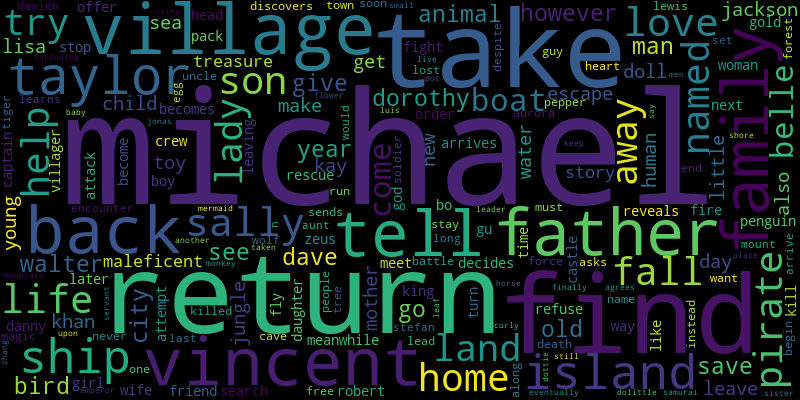 damien offer discovers town soon small lewis
try village take animal however jackson
head love gold
lisa sea pack stop uncle treasure get fight guy despite man set forest
taylor son give heart doll named woman
tiger learns child becomes egg lost live put men dorothy boat escape pepper order aurora next
captain help villager attack become toy crew boy lady leaving make year would luis kay rescue run god soldier new arrives water story say human little keep end away family also belle shore
michael
young encounter mermaid back sally another wolf sends aunt zeus bo stay long gu tell leader father must time reveals fire penguin
walter maleficent see taken monkey meet battle decides asks fall day mount place
mountain life later khan city attempt jungle fly daughter people tree mother king go castle force horse finally agrees want pirate begin arrive kill
danny magic servant killed return meanwhile stefan leaf turn find refuse name old way like instead
zhang upon never last cave lead curly death land island save
ship one vincent dave home still along dottie
bird girl emperor wife friend search free robert eventually dolittle samurai leave sister
including using jonas baby flower
come